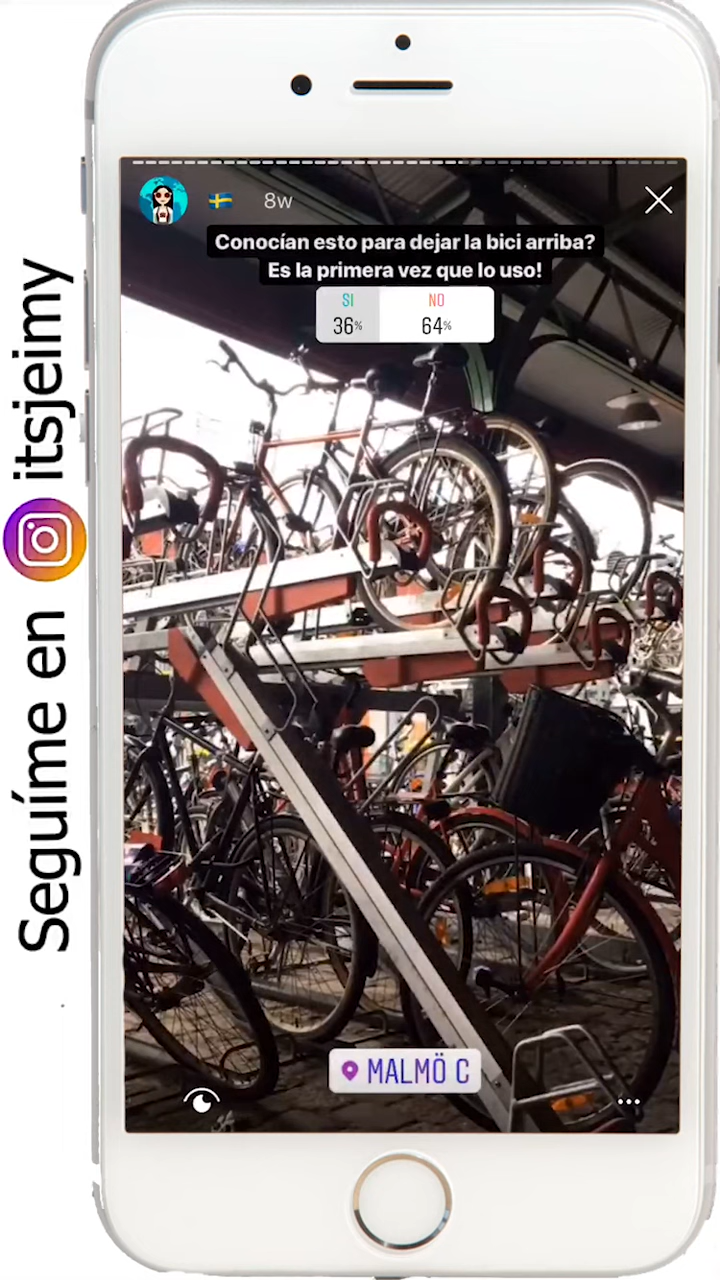 8w
Conocían esto para dejar la bici arriba?
Es la primera vez que lo uso!
SI NO
36% 64%
MALMÖ C
Seguíme en itsjeimy